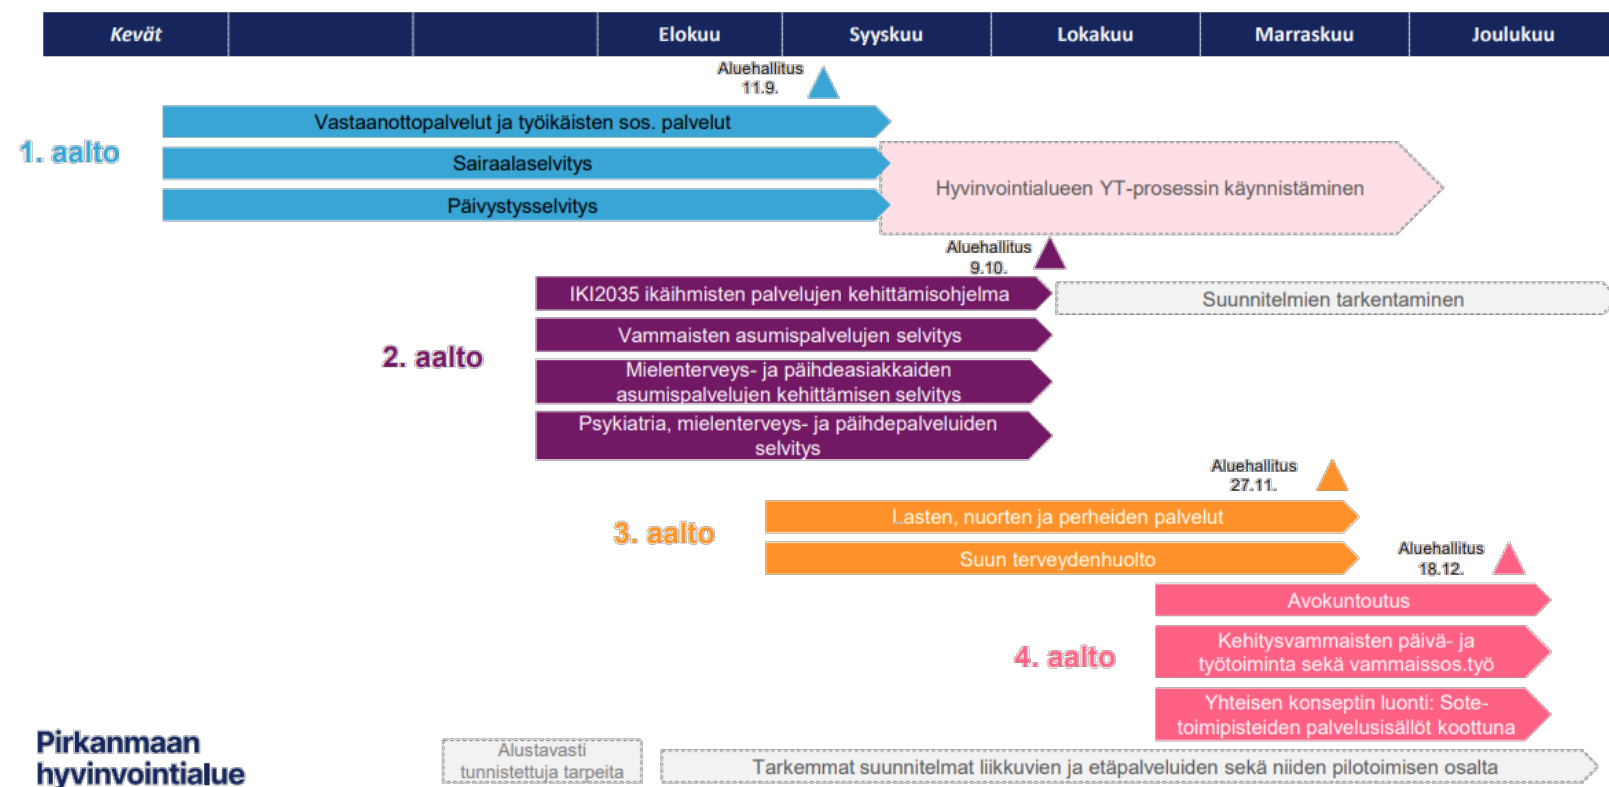 Kevät
Elokuu
Syyskuu
Lokakuu
Marraskuu
Joulukuu
Aluehallitus
11.9.
Vastaanottopalvelut ja työikäisten sos. palvelut
1. aalto
Sairaalaselvitys
Päivystysselvitys
Hyvinvointialueen YT-prosessin käynnistäminen
Aluehallitus
9.10.
IKI2035 ikäihmisten palvelujen kehittämisohjelma
Suunnitelmien tarkentaminen
Vammaisten asumispalvelujen selvitys
2. aalto
Mielenterveys- ja päihdeasiakkaiden
asumispalvelujen kehittämisen selvitys
Psykiatria, mielenterveys- ja päihdepalveluiden
selvitys
Aluehallitus
27.11.
Lasten, nuorten ja perheiden palvelut
3. aalto
Suun terveydenhuolto
Aluehallitus
18.12.
Avokuntoutus
4. aalto
Kehitysvammaisten päivä- ja
työtoiminta sekä vammaissos.työ
Yhteisen konseptin luonti: Sote-
toimipisteiden palvelusisällöt koottuna
Pirkanmaan
hyvinvointialue
Alustavasti
tunnistettuja tarpeita
Tarkemmat suunnitelmat liikkuvien ja etäpalveluiden sekä niiden pilotoimisen osalta